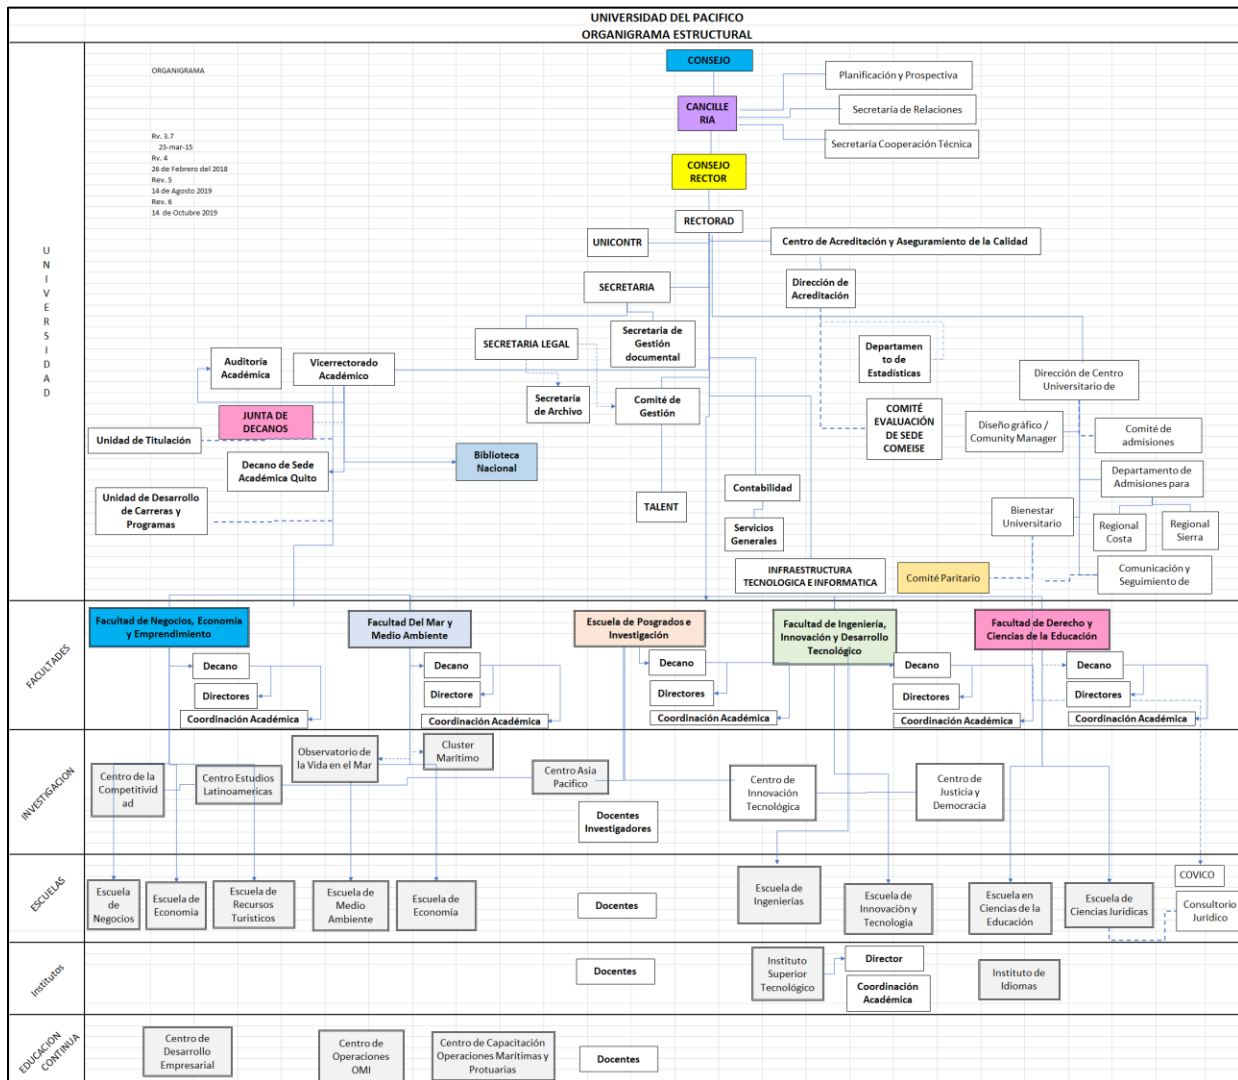 UNIVERSIDAD DEL PACIFICO
ORGANIGRAMA ESTRUCTURAL
ORGANIGRAMA
CONSEJO
Planificación y Prospectiva
CANCILLE
RIA
Secretaría de Relaciones
Secretaría Cooperación Técnica
Rv. 3.7
23-mar-15
Rv. 4
26 de Febrero del 2018
Rev. 5
14 de Agosto 2019
Rev. 6
14 de Octubre 2019
CONSEJO
RECTOR
RECTORAD
UNIVERSIDAD
UNICONTR
Centro de Acreditación y Aseguramiento de la Calidad
SECRETARIA
Dirección de
Acreditación
SECRETARIA LEGAL
Secretaria de
Gestión
documental
Departamen
to de
Estadísticas
Auditoría
Académica
Vicerrectorado
Académico
Dirección de Centro
Universitario de
Secretaría
de Archivo
Comité de
Gestión
JUNTA DE
DECANOS
COMITÉ
EVALUACIÓN
DE SEDE
COMEISE
Diseño gráfico /
Comunity Manager
Comité de
admisiones
Unidad de Titulación
Decano de Sede
Académica Quito
Biblioteca
Nacional
Departamento de
Admisiones para
Unidad de Desarrollo
de Carreras y
Programas
TALENT
Contabilidad
Servicios
Generales
Bienestar
Universitario
Regional
Costa
Regional
Sierra
INFRAESTRUCTURA
TECNOLOGICA E INFORMATICA
Comité Paritario
Comunicación y
Seguimiento de
FACULTADES
Facultad de Negocios, Economía
y Emprendimiento
Facultad Del Mar y
Medio Ambiente
Escuela de Posgrados e
Investigación
Facultad de Ingeniería,
Innovación y Desarrollo
Tecnológico
Facultad de Derecho y
Ciencias de la Educación
Decano
Directores
Coordinación Académica
Decano
Directore
Coordinación Académica
Decano
Directores
Coordinación Académica
Decano
Directores
Coordinación Académica
Decano
Directores
Coordinación Académica
INVESTIGACION
Centro de la
Competitivid
ad
Centro Estudios
Latinoamericas
Observatorio de
la Vida en el Mar
Cluster
Marítimo
Centro Asia
Pacifico
Docentes
Investigadores
Centro de
Innovación
Tecnológica
Centro de
Justicia y
Democracia
ESCUELAS
Escuela
de
Negocios
Escuela de
Economia
Escuela de
Recursos
Turisticos
Escuela de
Medio
Ambiente
Escuela de
Economía
Docentes
Escuela de
Ingenierías
Escuela de
Innovaciòn y
Tecnologia
Escuela en
Ciencias de la
Educación
Escuela de
Ciencias Juridicas
COVICO
Consultorio
Jurídico
Institutos
Docentes
Instituto
Superior
Tecnológico
Director
Coordinación
Académica
Instituto de
Idiomas
EDUCACION
CONTINUA
Centro de
Desarrollo
Empresarial
Centro de
Operaciones
OMI
Centro de Capacitación
Operaciones Marítimas y
Protuarias
Docentes